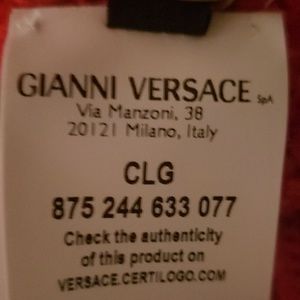 GIANNI VERSACE SpA
Via Manzoni, 38
20121 Milano, Italy
CLG
875 244 633 077
Check the authenticity
of this product on
VERSACE.CERTILOGO.COM